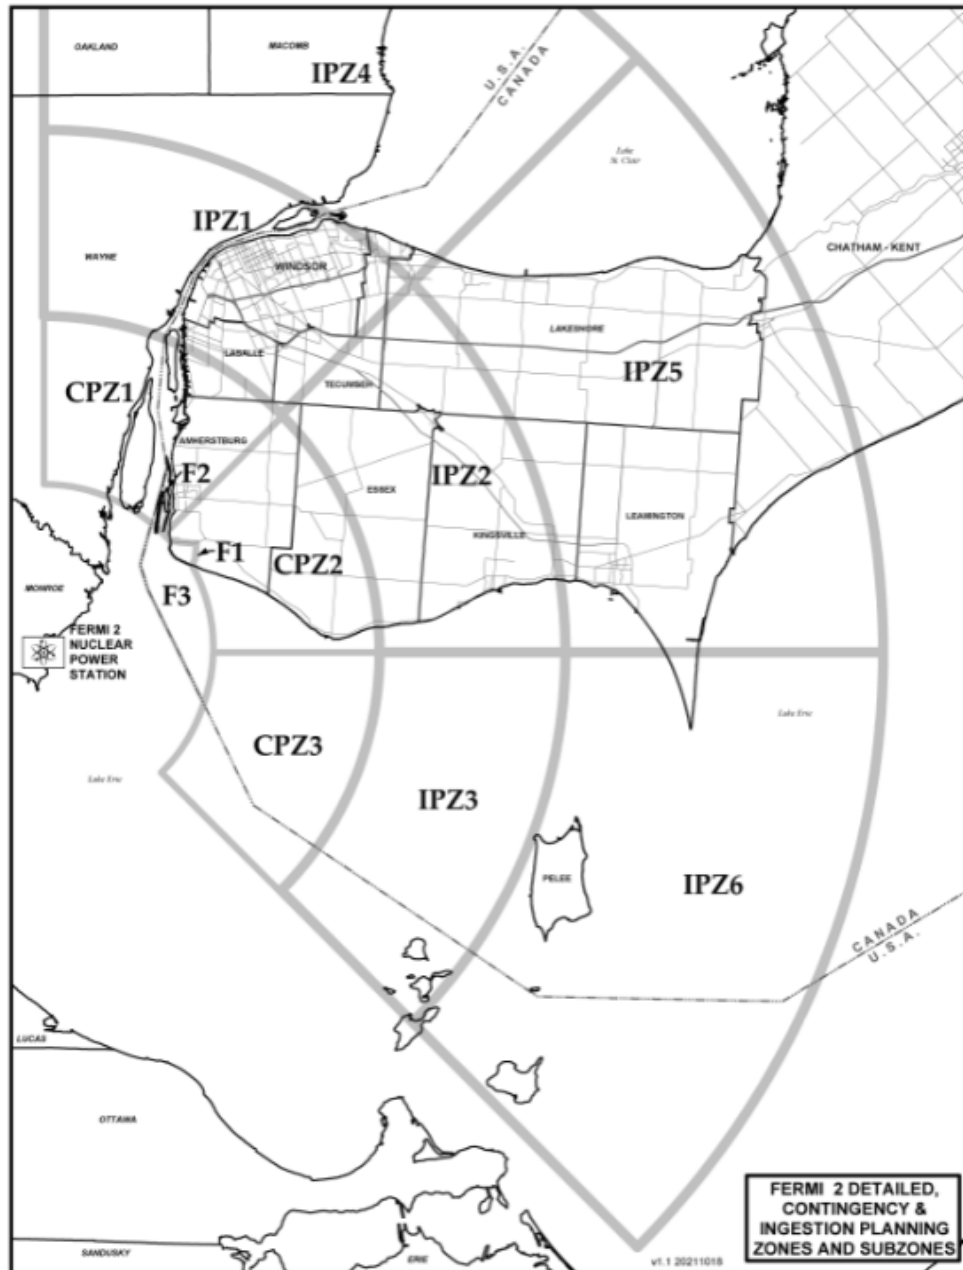 OAKLAND
MACOMB
IPZ4
U.S.A.
CANADA
Lake
St. Clair
IPZ1
WAYNE
WINDSOR
CHATHAM - KENT
LAKESHORE
LASALLE
IPZ5
TECUMSEH
CPZ1
AMHERSTBURG
F2
IPZ2
ESSEX
LEAMINGTON
KINGSVILLE
F1
CPZ2
MONROE
F3
FERMI 2
NUCLEAR
POWER
STATION
Lake Erie
CPZ3
Lake Erie
IPZ3
PELEE
IPZ6
CANADA
U.S.A.
LUCAS
OTTAWA
SANDUSKY
ERIE
v1.1 20211018
FERMI 2 DETAILED,
CONTINGENCY &
INGESTION PLANNING
ZONES AND SUBZONES